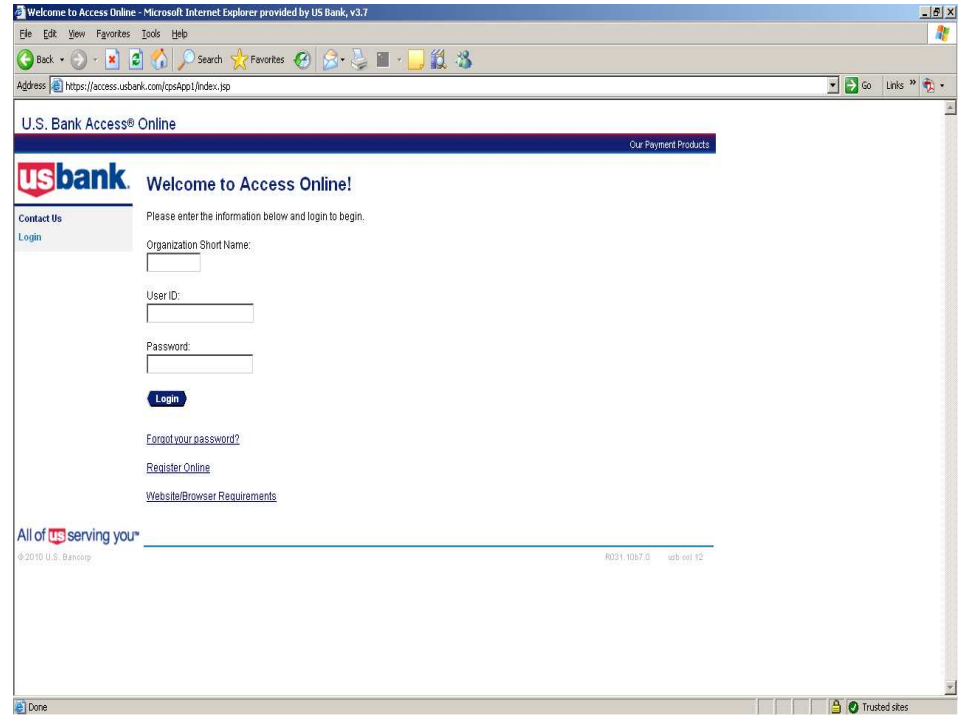 Welcome to Access Online - Microsoft Internet Explorer provided by US Bank, v3.7
File Edit View Favorites Tools Help
Back Search Favorites
Address https://access.usbank.com/cpsApp1/index.jsp Go Links »
U.S. Bank Access® Online
Our Payment Products
usbank.
Welcome to Access Online!
Contact Us
Login
Please enter the information below and login to begin.
Organization Short Name:
User ID:
Password:
Login
Forgot your password?
Register Online
Website/Browser Requirements
All of us serving you℠
© 2010 U.S. Bancorp
R031.10b7.0 usb-col 12
Done
Trusted sites